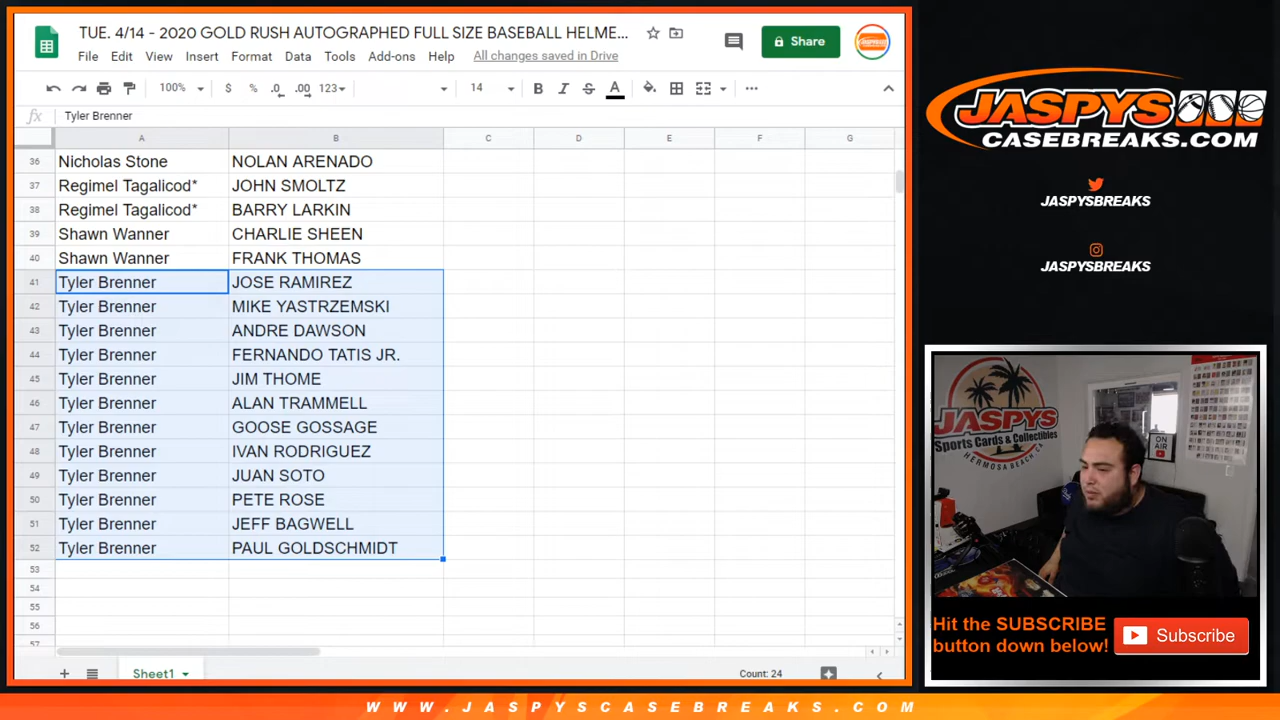 TUE. 4/14 - 2020 GOLD RUSH AUTOGRAPHED FULL SIZE BASEBALL HELME...
File Edit View Insert Format Data Tools Add-ons Help All changes saved in Drive
Share
100% $ % .0 .00 123 14 B I S A
fx Tyler Brenner
A B C D E F G
36 Nicholas Stone NOLAN ARENADO
37 Regimel Tagalicod* JOHN SMOLTZ
38 Regimel Tagalicod* BARRY LARKIN
39 Shawn Wanner CHARLIE SHEEN
40 Shawn Wanner FRANK THOMAS
41 Tyler Brenner JOSE RAMIREZ
42 Tyler Brenner MIKE YASTRZEMSKI
43 Tyler Brenner ANDRE DAWSON
44 Tyler Brenner FERNANDO TATIS JR.
45 Tyler Brenner JIM THOME
46 Tyler Brenner ALAN TRAMMELL
47 Tyler Brenner GOOSE GOSSAGE
48 Tyler Brenner IVAN RODRIGUEZ
49 Tyler Brenner JUAN SOTO
50 Tyler Brenner PETE ROSE
51 Tyler Brenner JEFF BAGWELL
52 Tyler Brenner PAUL GOLDSCHMIDT
53
54
55
56
57
Sheet1
Count: 24
JASPYS
CASEBREAKS.COM
JASPYSBREAKS
JASPYSBREAKS
JASPYS
Sports Cards & Collectibles
HERMOSA BEACH CA
ON AIR
Hit the SUBSCRIBE
button down below!
Subscribe
WWW.JASPYSCASEBREAKS.COM